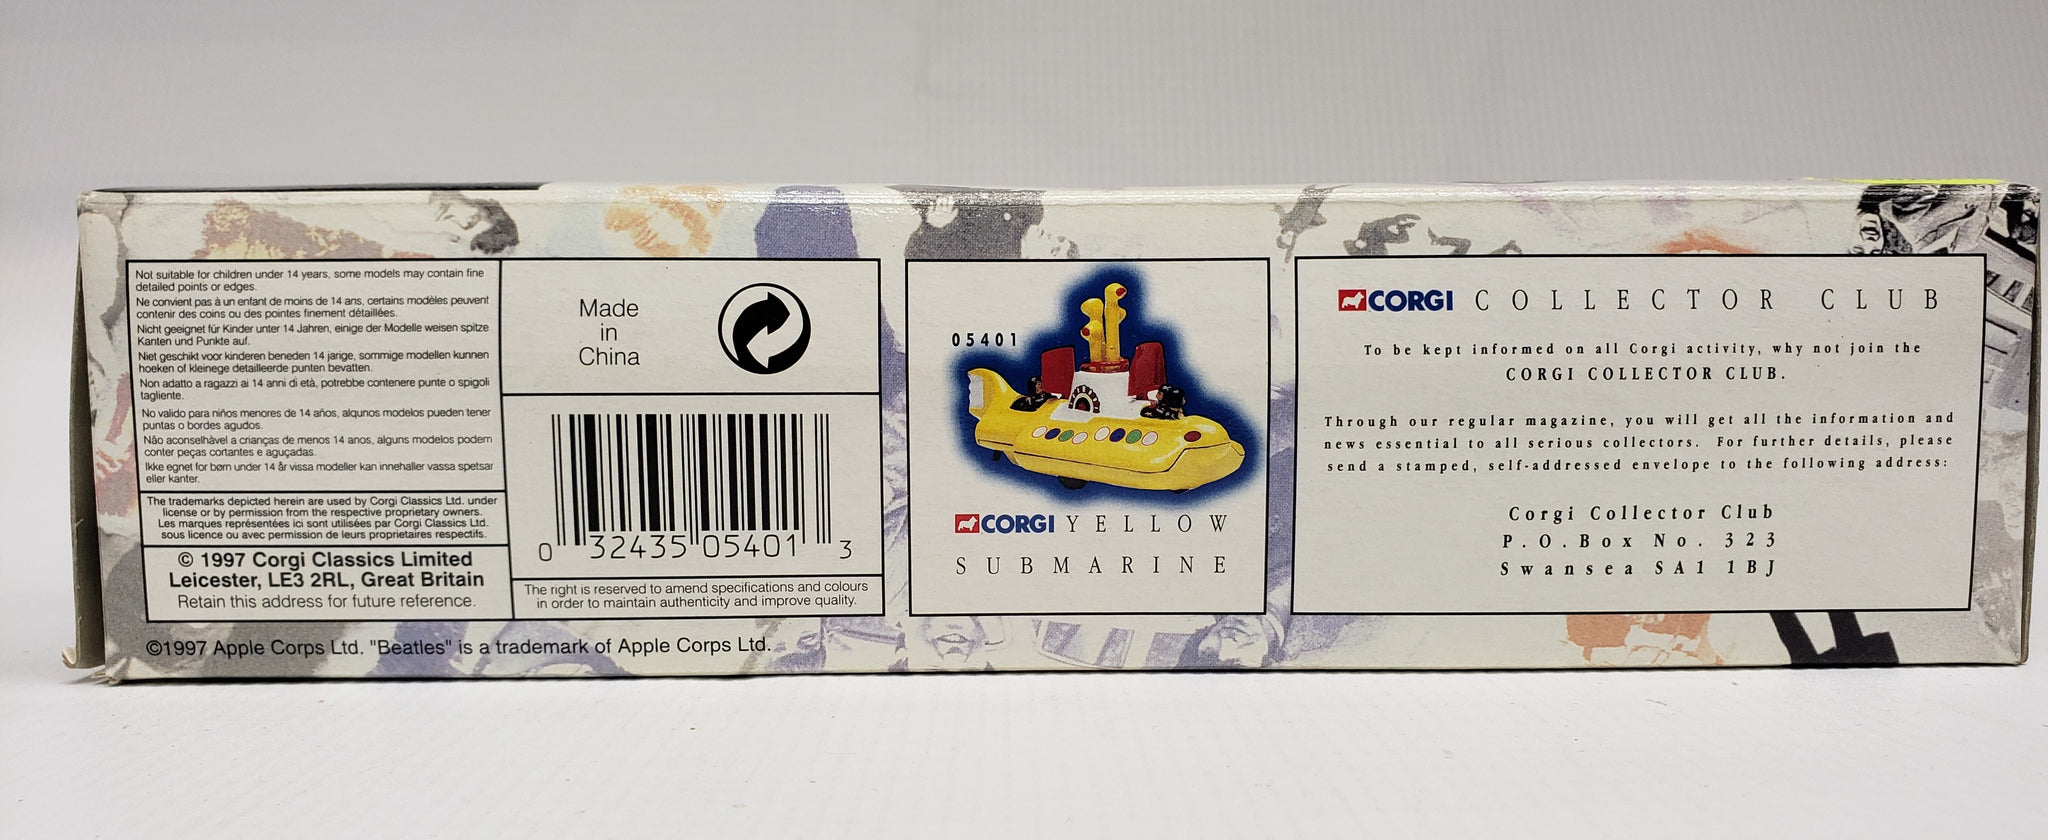 Not suitable for children under 14 years, some models may contain fine
detailed points or edges.
Ne convient pas à un enfant de moins de 14 ans, certains modèles peuvent
contenir des coins ou des pointes finement détaillées.
Nicht geeignet für Kinder unter 14 Jahren, einige der Modelle weisen spitze
Kanten und Punkte auf.
Niet geschikt voor kinderen beneden 14 jarige, sommige modellen kunnen
hoeken of kleinege detailleerde punten bevatten.
Non adatto a ragazzi ai 14 anni di età, potrebbe contenere punte o spigoli
tagliente.
No valido para niños menores de 14 años, alqunos modelos pueden tener
puntas o bordes agudos.
Não aconselhàvel a crianças de menos 14 anos, alguns modelos podem
conter peças cortantes e aguçadas.
Ikke egnet for børn under 14 år vissa modeller kan innehaller vassa spetsar
eller kanter.
The trademarks depicted herein are used by Corgi Classics Ltd. under
license or by permission from the respective proprietary owners.
Les marques représentées ici sont utilisées par Corgi Classics Ltd.
sous licence ou avec permission de leurs proprietaires respectifs.
© 1997 Corgi Classics Limited
Leicester, LE3 2RL, Great Britain
Retain this address for future reference.
Made
in
China
0 32435 05401 3
The right is reserved to amend specifications and colours
in order to maintain authenticity and improve quality.
©1997 Apple Corps Ltd. "Beatles" is a trademark of Apple Corps Ltd.
05401
CORGI YELLOW
SUBMARINE
CORGI COLLECTOR CLUB
To be kept informed on all Corgi activity, why not join the
CORGI COLLECTOR CLUB.
Through our regular magazine, you will get all the information and
news essential to all serious collectors. For further details, please
send a stamped, self-addressed envelope to the following address:
Corgi Collector Club
P.O.Box No. 323
Swansea SA1 1BJ